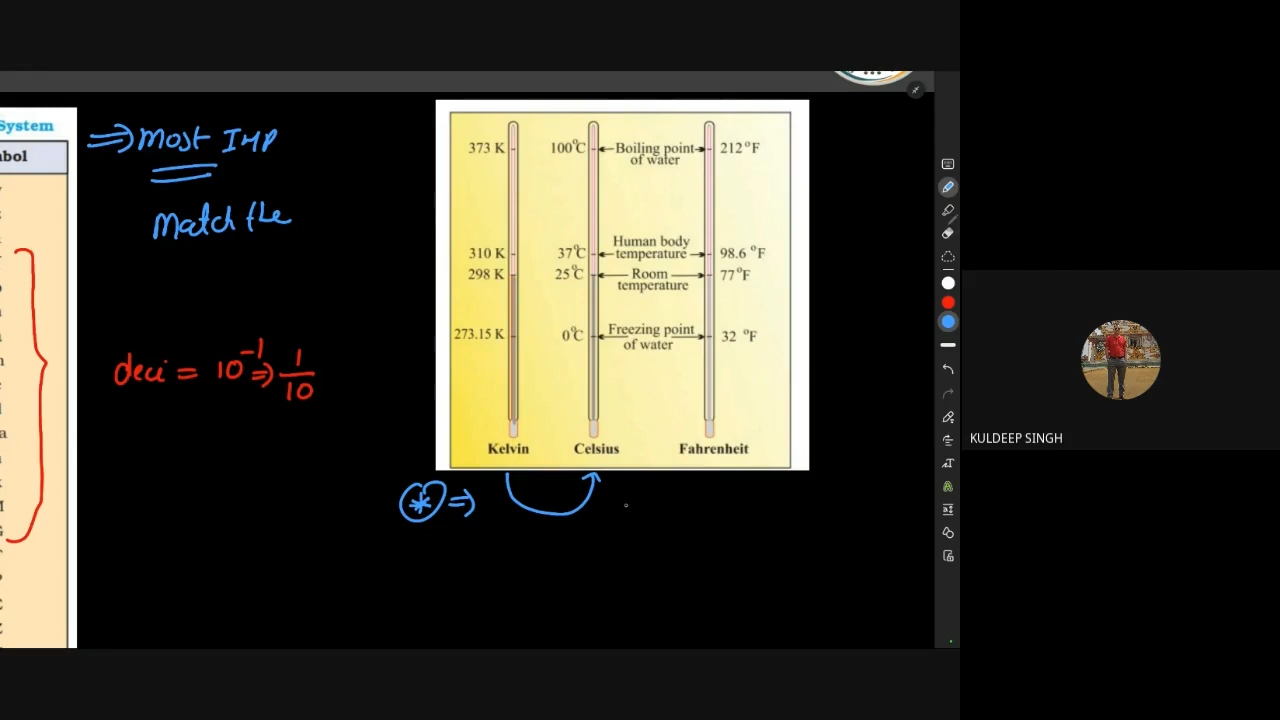 System
bol
⇒ Most IMP
Match the
deci = 10⁻¹ ⇒ 1/10
373 K 100°C Boiling point of water 212 °F
310 K 37°C Human body temperature 98.6 °F
298 K 25°C Room temperature 77°F
273.15 K 0°C Freezing point of water 32 °F
Kelvin Celsius Fahrenheit
* ⇒
KULDEEP SINGH